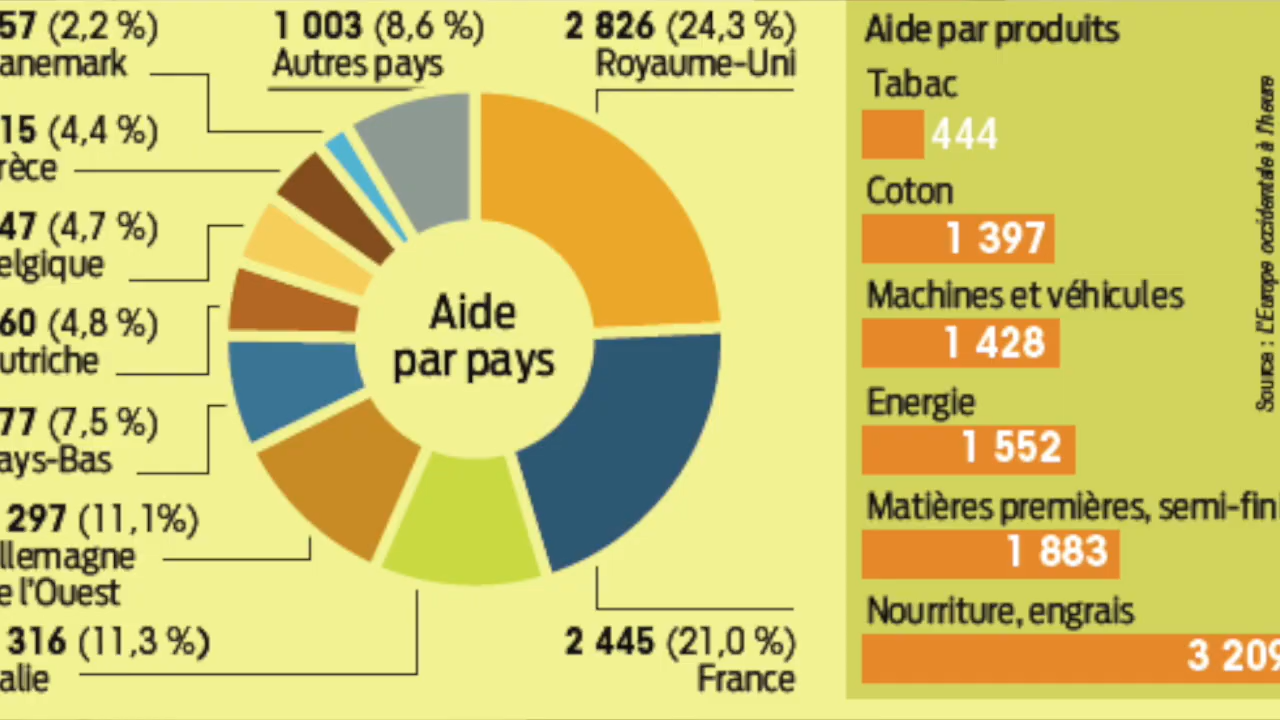 57 (2,2 %)
anemark
1 003 (8,6 %)
Autres pays
2 826 (24,3 %)
Royaume-Uni
15 (4,4 %)
rèce
47 (4,7 %)
elgique
60 (4,8 %)
utriche
77 (7,5 %)
ays-Bas
297 (11,1%)
llemagne
e l'Ouest
316 (11,3 %)
alie
Aide
par pays
2 445 (21,0 %)
France
Aide par produits
Tabac
444
Coton
1 397
Machines et véhicules
1 428
Energie
1 552
Matières premières, semi-fini
1 883
Nourriture, engrais
3 209
Source : L'Europe occidentale à l'heure